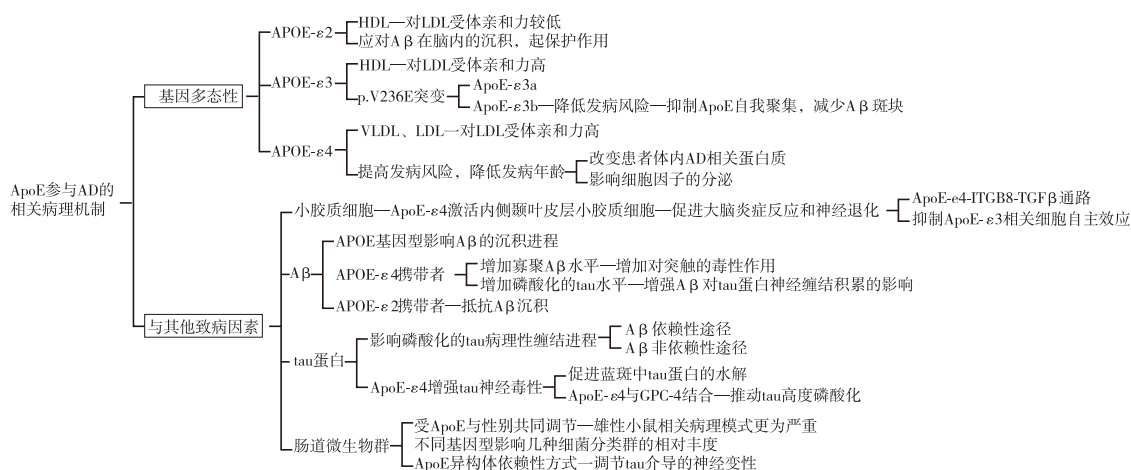 ApoE参与AD的
相关病理机制
基因多态性
APOE-ε2
HDL—对LDL受体亲和力较低
应对Aβ在脑内的沉积，起保护作用
APOE-ε3
HDL—对LDL受体亲和力高
p.V236E突变
ApoE-ε3a
ApoE-ε3b—降低发病风险—抑制ApoE自我聚集，减少Aβ斑块
APOE-ε4
VLDL、LDL—对LDL受体亲和力高
提高发病风险，降低发病年龄
改变患者体内AD相关蛋白质
影响细胞因子的分泌
与其他致病因素
小胶质细胞—ApoE-ε4激活内侧颞叶皮层小胶质细胞—促进大脑炎症反应和神经退化
ApoE-e4-ITGB8-TGFβ通路
抑制ApoE-ε3相关细胞自主效应
Aβ
APOE基因型影响Aβ的沉积进程
APOE-ε4携带者
增加寡聚Aβ水平—增加对突触的毒性作用
增加磷酸化的tau水平—增强Aβ对tau蛋白神经缠结积累的影响
APOE-ε2携带者—抵抗Aβ沉积
tau蛋白
影响磷酸化的tau病理性缠结进程
Aβ依赖性途径
Aβ非依赖性途径
ApoE-ε4增强tau神经毒性
促进蓝斑中tau蛋白的水解
ApoE-ε4与GPC-4结合—推动tau高度磷酸化
肠道微生物群
受ApoE与性别共同调节—雄性小鼠相关病理模式更为严重
不同基因型影响几种细菌分类群的相对丰度
ApoE异构体依赖性方式—调节tau介导的神经变性